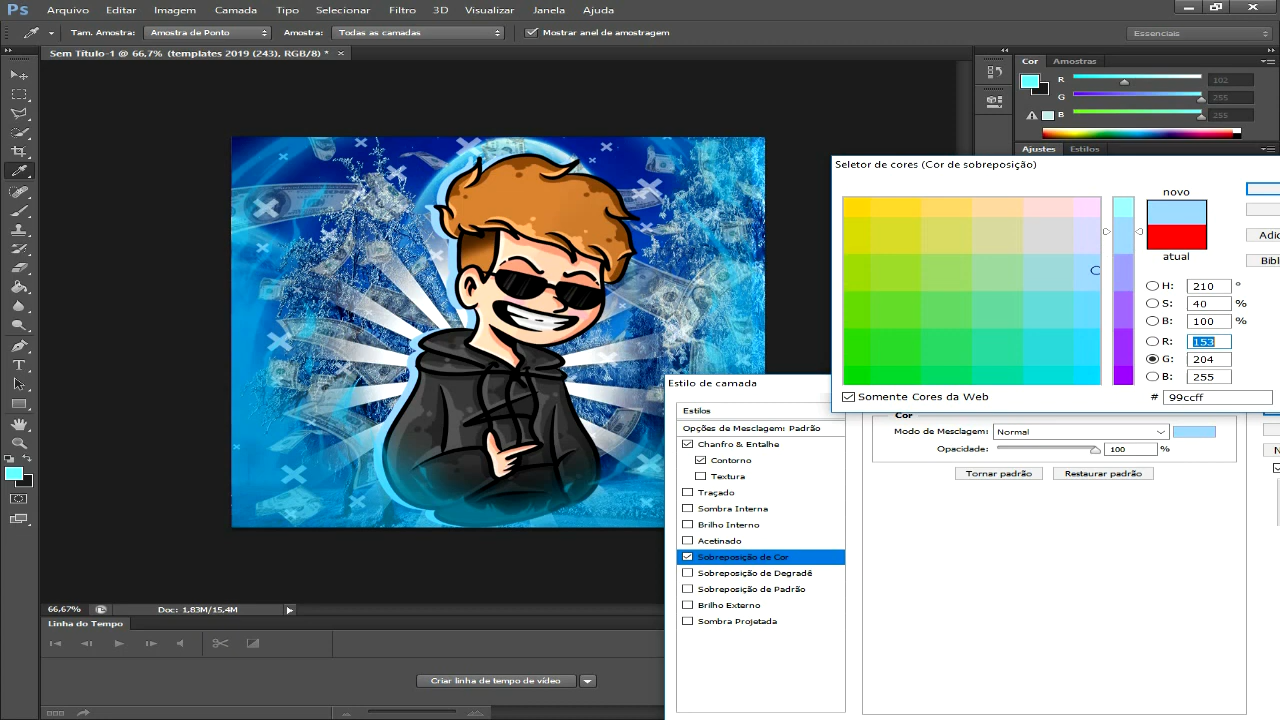 Ps Arquivo Editar Imagem Camada Tipo Selecionar Filtro 3D Visualizar Janela Ajuda
Tam. Amostra: Amostra de Ponto Amostra: Todas as camadas Mostrar anel de amostragem Essenciais
Sem Título-1 @ 66,7% (templates 2019 (243), RGB/8) * ×
Cor Amostras
R 102
G 255
B 255
Ajustes Estilos
Seletor de cores (Cor de sobreposição)
novo
atual
Adic
Bibl
H: 210 °
S: 40 %
B: 100 %
R: 153
G: 204
B: 255
Somente Cores da Web
# 99ccff
Estilo de camada
Estilos
Opções de Mesclagem: Padrão
Chanfro & Entalhe
Contorno
Textura
Traçado
Sombra Interna
Brilho Interno
Acetinado
Sobreposição de Cor
Sobreposição de Degradê
Sobreposição de Padrão
Brilho Externo
Sombra Projetada
Cor
Modo de Mesclagem: Normal
Opacidade: 100 %
Tornar padrão Restaurar padrão
N
66,67% Doc: 1,83M/15,4M
Linha do Tempo
Criar linha de tempo de vídeo